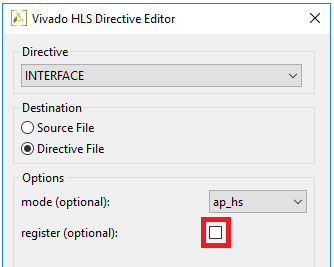 Vivado HLS Directive Editor
Directive
INTERFACE
Destination
Source File
Directive File
Options
mode (optional): ap_hs
register (optional):